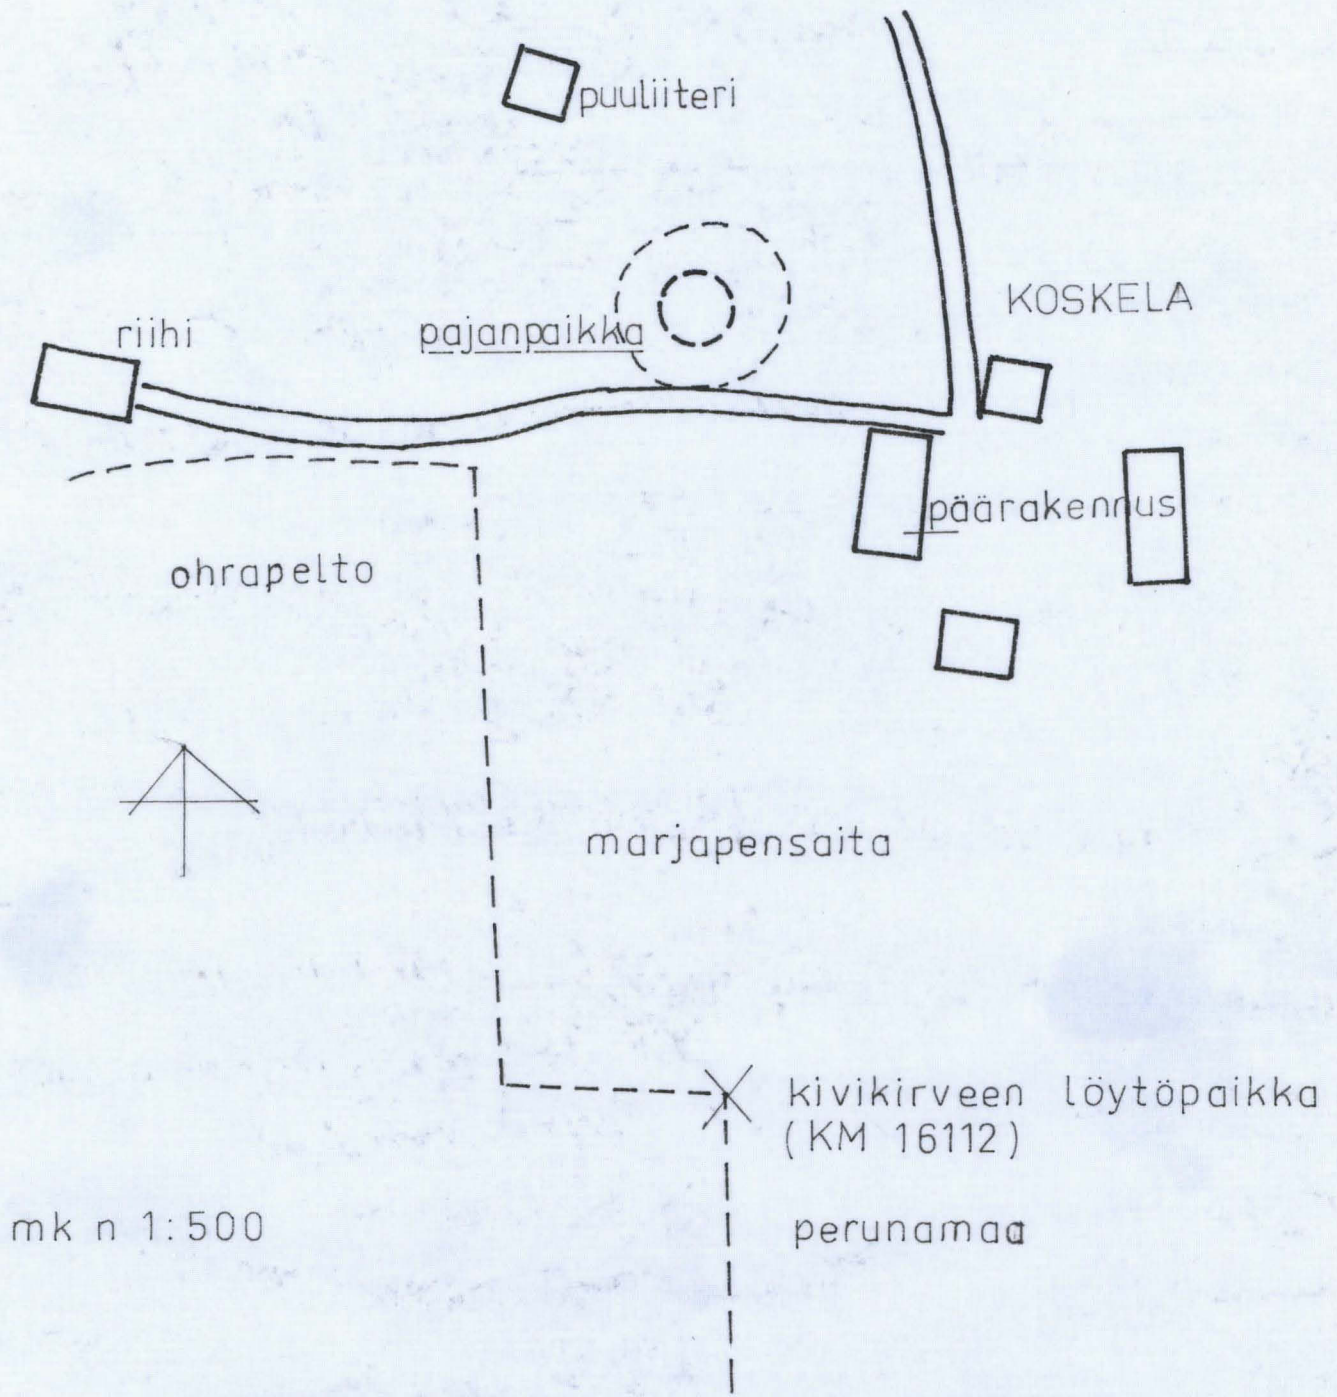 puuliiteri
KOSKELA
riihi
pajanpaikka
päärakennus
ohrapelto
marjapensaita
kivikirveen löytöpaikka
(KM 16112)
mk n 1:500
perunamaa